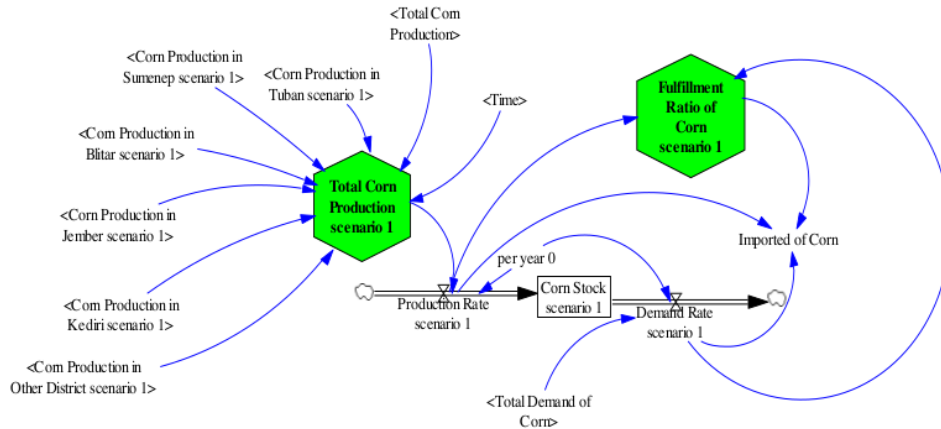 <Total Corn
Production>
<Corn Production in
Sumenep scenario 1>
<Corn Production in
Tuban scenario 1>
<Time>
Fulfillment
Ratio of
Corn
scenario 1
<Corn Production in
Blitar scenario 1>
Total Corn
Production
scenario 1
<Corn Production in
Jember scenario 1>
Imported of Corn
per year 0
<Corn Production in
Kediri scenario 1>
Production Rate
scenario 1
Corn Stock
scenario 1
Demand Rate
scenario 1
<Corn Production in
Other District scenario 1>
<Total Demand of
Corn>